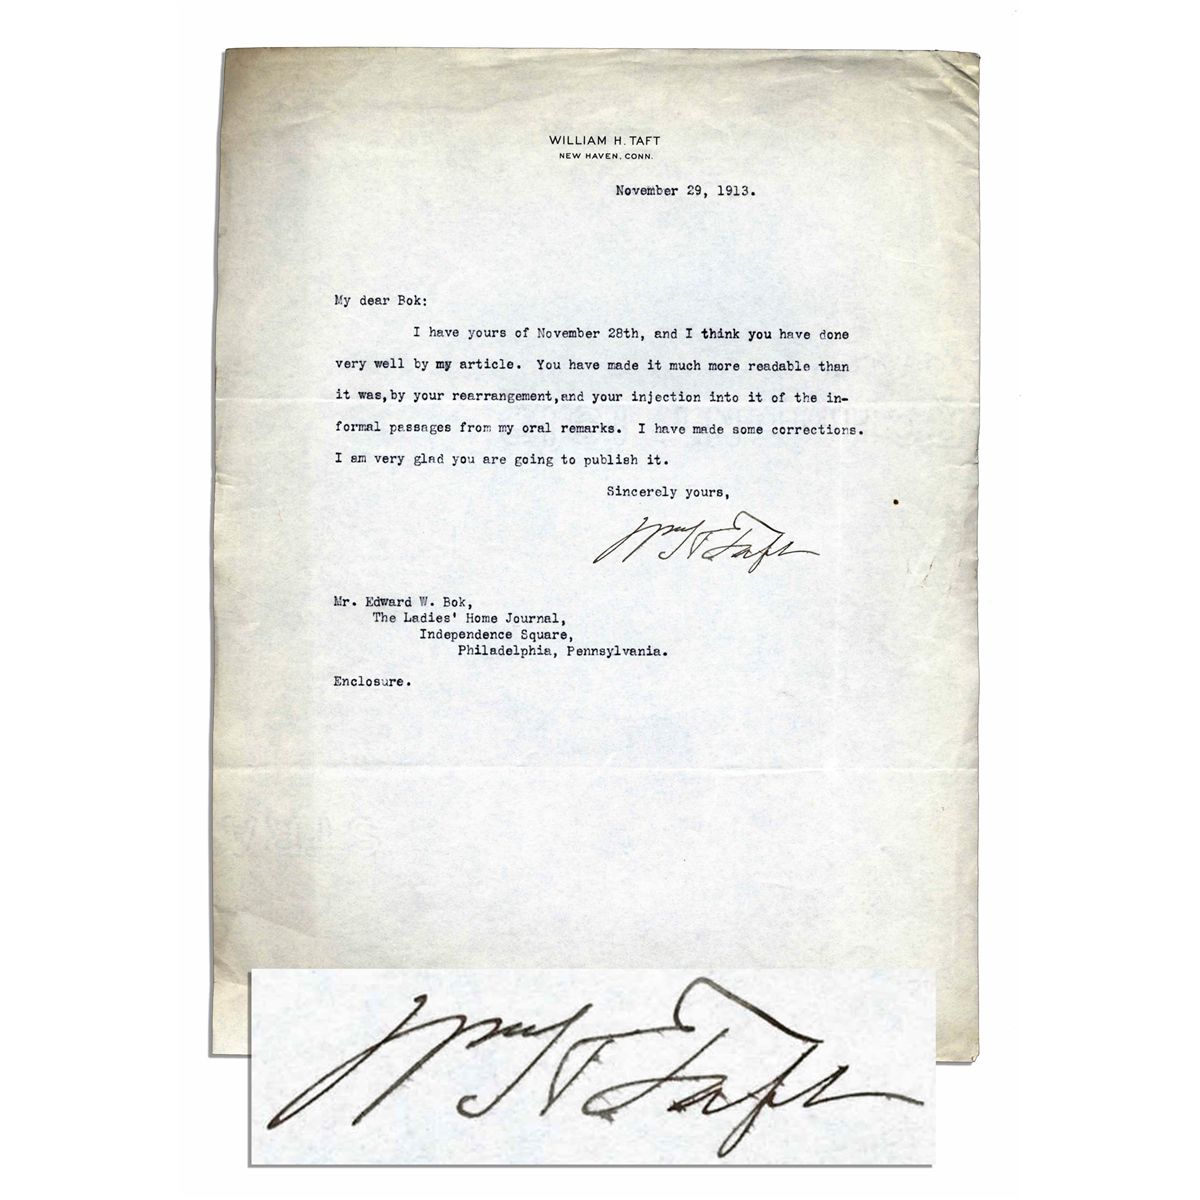 WILLIAM H. TAFT
NEW HAVEN, CONN.
November 29, 1913.
My dear Bok:
I have yours of November 28th, and I think you have done
very well by my article. You have made it much more readable than
it was,by your rearrangement,and your injection into it of the in-
formal passages from my oral remarks. I have made some corrections.
I am very glad you are going to publish it.
Sincerely yours,
Wm H Taft
Mr. Edward W. Bok,
The Ladies' Home Journal,
Independence Square,
Philadelphia, Pennsylvania.
Enclosure.
Wm H Taft